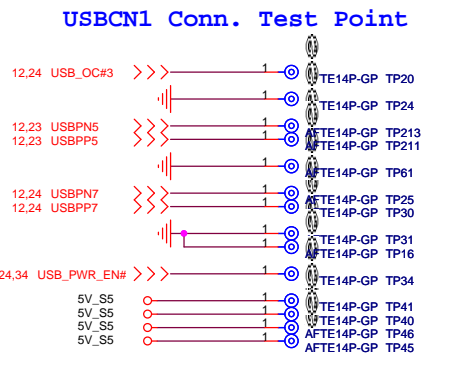 USBCN1 Conn. Test Point
12,24 USB_OC#3 1 TE14P-GP TP20
1 TE14P-GP TP24
12,23 USBPN5 1 AFTE14P-GP TP213
12,23 USBPP5 1 AFTE14P-GP TP211
1 AFTE14P-GP TP61
12,24 USBPN7 1 TE14P-GP TP25
12,24 USBPP7 1 TE14P-GP TP30
1 TE14P-GP TP31
1 AFTE14P-GP TP16
24,34 USB_PWR_EN# 1 TE14P-GP TP34
5V_S5 1 TE14P-GP TP41
5V_S5 1 TE14P-GP TP40
5V_S5 1 AFTE14P-GP TP46
5V_S5 1 AFTE14P-GP TP45